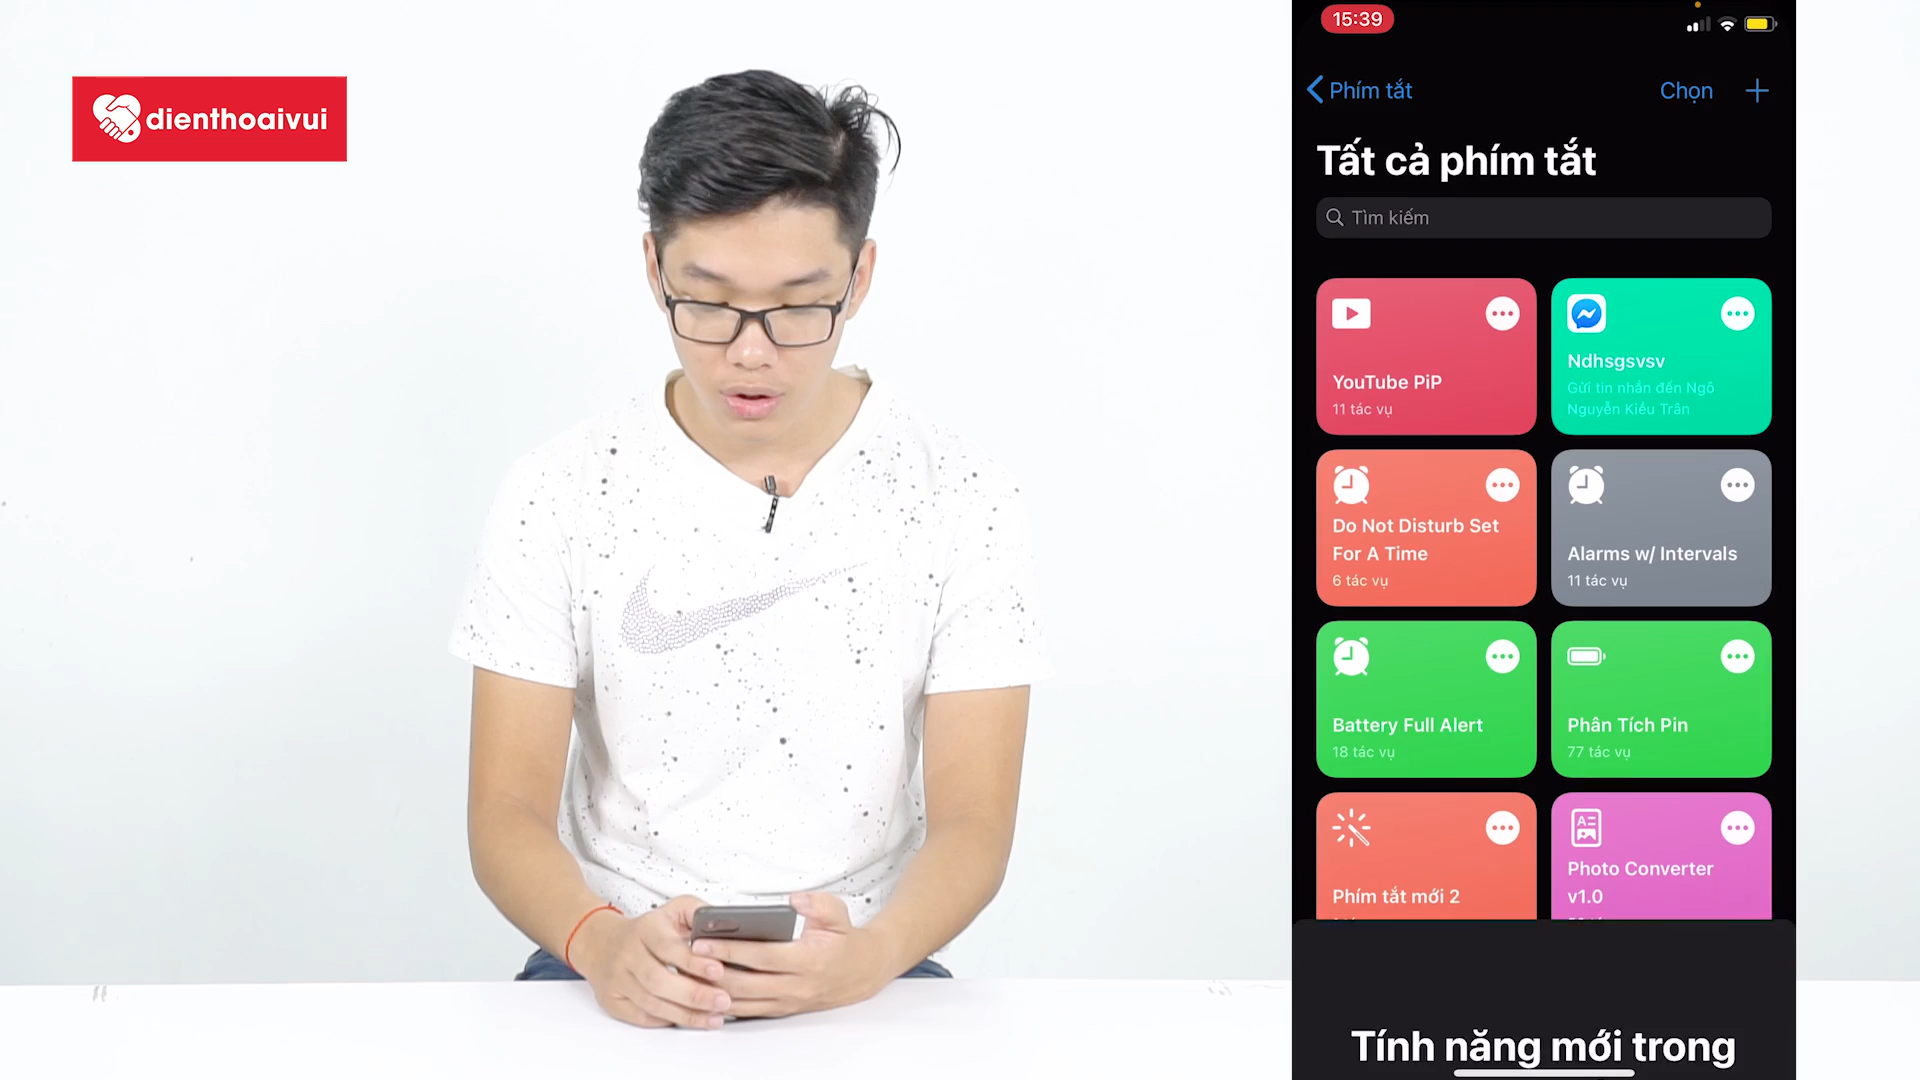 dienthoaivui
15:39
Phím tắt
Chọn
Tất cả phím tắt
Tìm kiếm
YouTube PiP
11 tác vụ
Ndhsgsvsv
Gửi tin nhắn đến Ngô
Nguyễn Kiều Trân
Do Not Disturb Set
For A Time
6 tác vụ
Alarms w/ Intervals
11 tác vụ
Battery Full Alert
18 tác vụ
Phân Tích Pin
77 tác vụ
Phím tắt mới 2
Photo Converter
v1.0
Tính năng mới trong